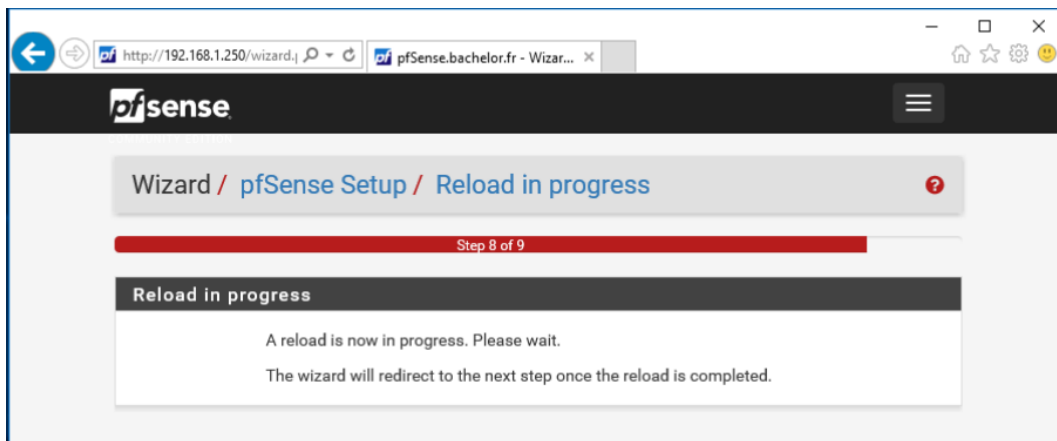 http://192.168.1.250/wizard.p
pfSense.bachelor.fr - Wizar...
pfsense
COMMUNITY EDITION
Wizard / pfSense Setup / Reload in progress
Step 8 of 9
Reload in progress
A reload is now in progress. Please wait.
The wizard will redirect to the next step once the reload is completed.